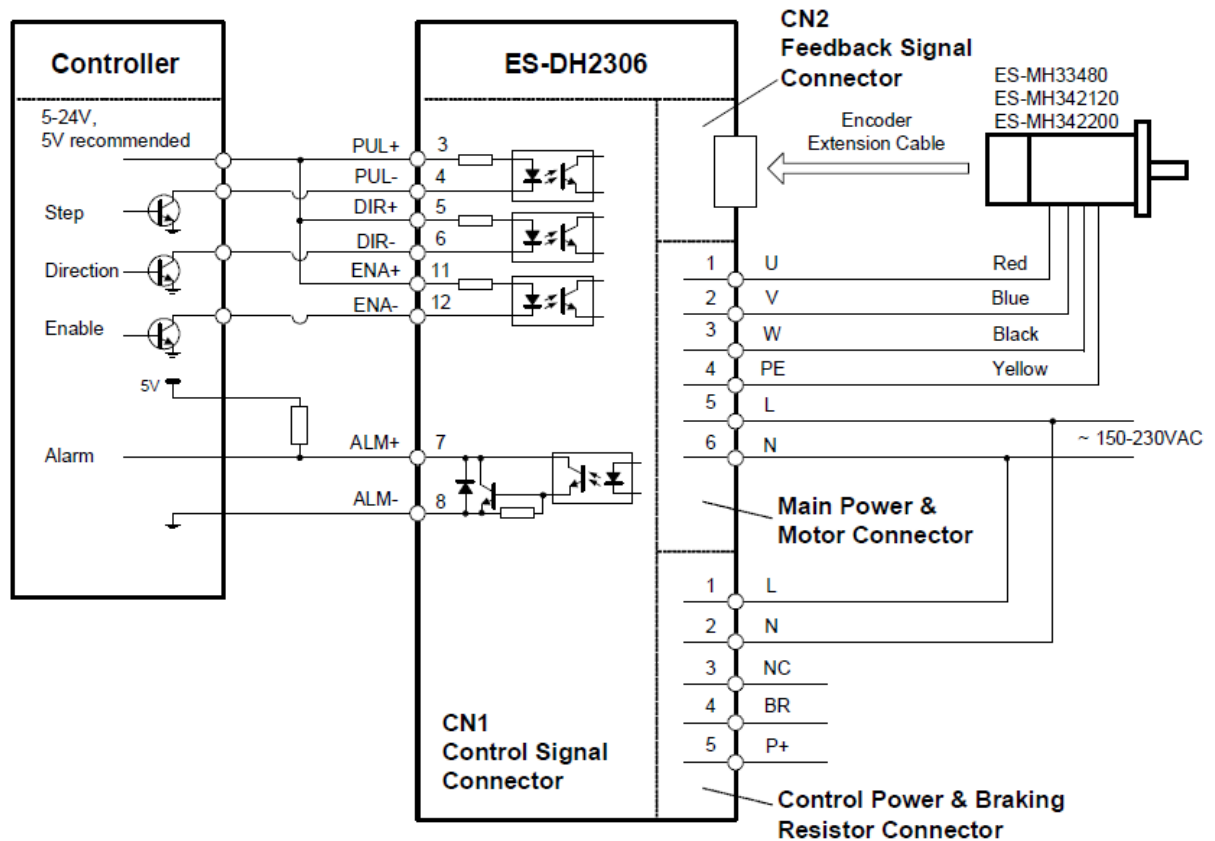 Controller
5-24V,
5V recommended
Step
Direction
Enable
5V
Alarm
PUL+ 3
PUL- 4
DIR+ 5
DIR- 6
ENA+ 11
ENA- 12
ALM+ 7
ALM- 8
ES-DH2306
CN1
Control Signal
Connector
CN2
Feedback Signal
Connector
Encoder
Extension Cable
ES-MH33480
ES-MH342120
ES-MH342200
1 U Red
2 V Blue
3 W Black
4 PE Yellow
5 L
6 N
~ 150-230VAC
Main Power &
Motor Connector
1 L
2 N
3 NC
4 BR
5 P+
Control Power & Braking
Resistor Connector